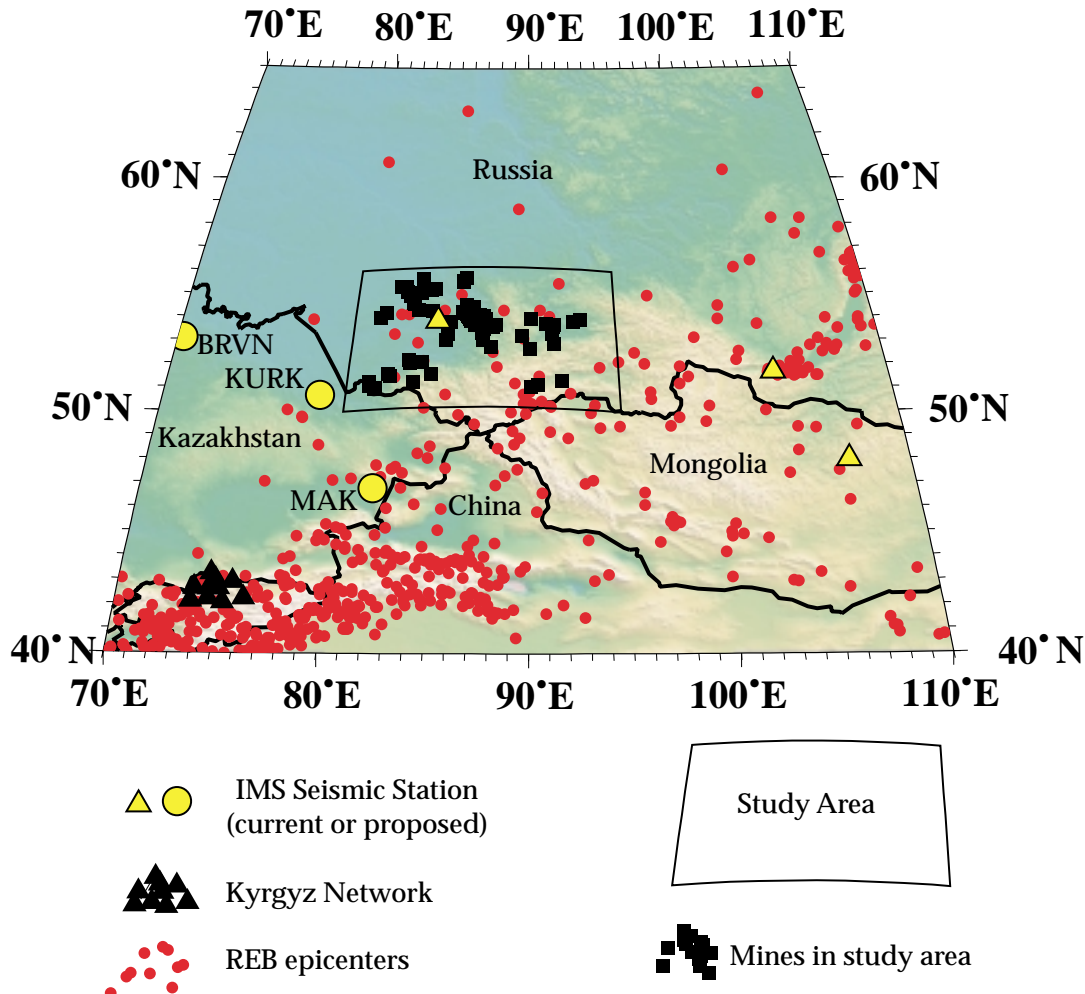 70°E 80°E 90°E 100°E 110°E
60°N 60°N
Russia
BRVN
KURK
50°N 50°N
Kazakhstan
Mongolia
MAK
China
40°N 40°N
70°E 80°E 90°E 100°E 110°E
IMS Seismic Station
(current or proposed)
Study Area
Kyrgyz Network
REB epicenters
Mines in study area